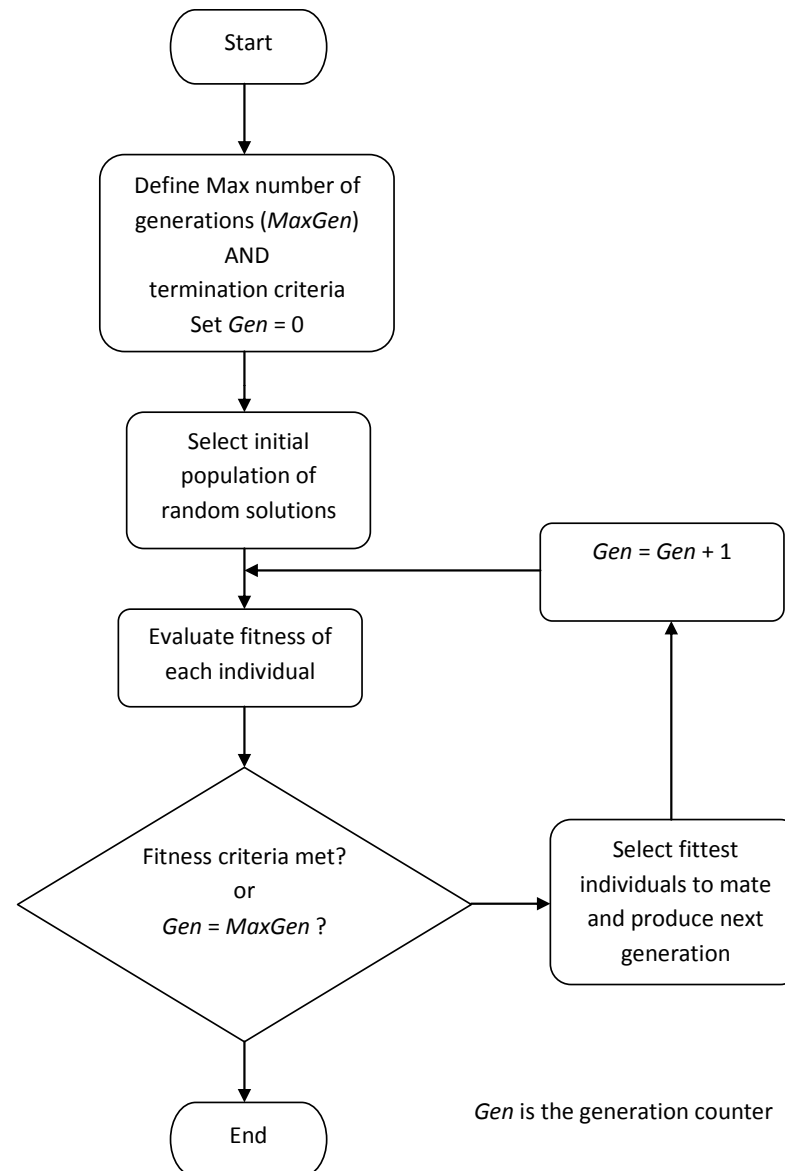 Start
Define Max number of
generations (MaxGen)
AND
termination criteria
Set Gen = 0
Select initial
population of
random solutions
Gen = Gen + 1
Evaluate fitness of
each individual
Fitness criteria met?
or
Gen = MaxGen ?
Select fittest
individuals to mate
and produce next
generation
Gen is the generation counter
End